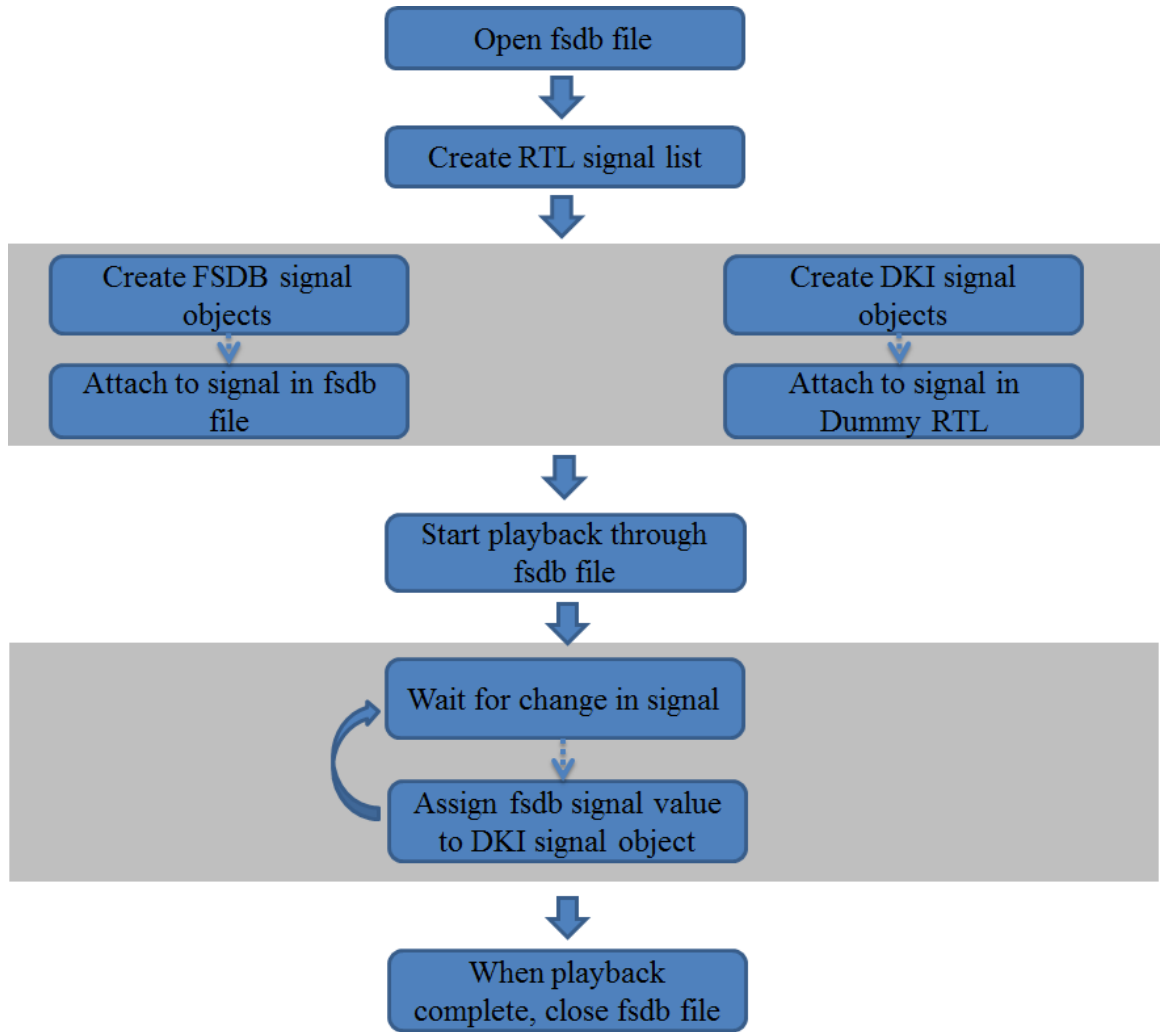 Open fsdb file
Create RTL signal list
Create FSDB signal
objects
Create DKI signal
objects
Attach to signal in fsdb
file
Attach to signal in
Dummy RTL
Start playback through
fsdb file
Wait for change in signal
Assign fsdb signal value
to DKI signal object
When playback
complete, close fsdb file